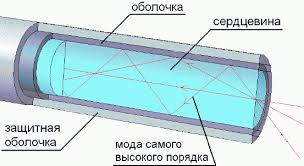 оболочка
сердцевина
защитная
оболочка
мода самого
высокого порядка